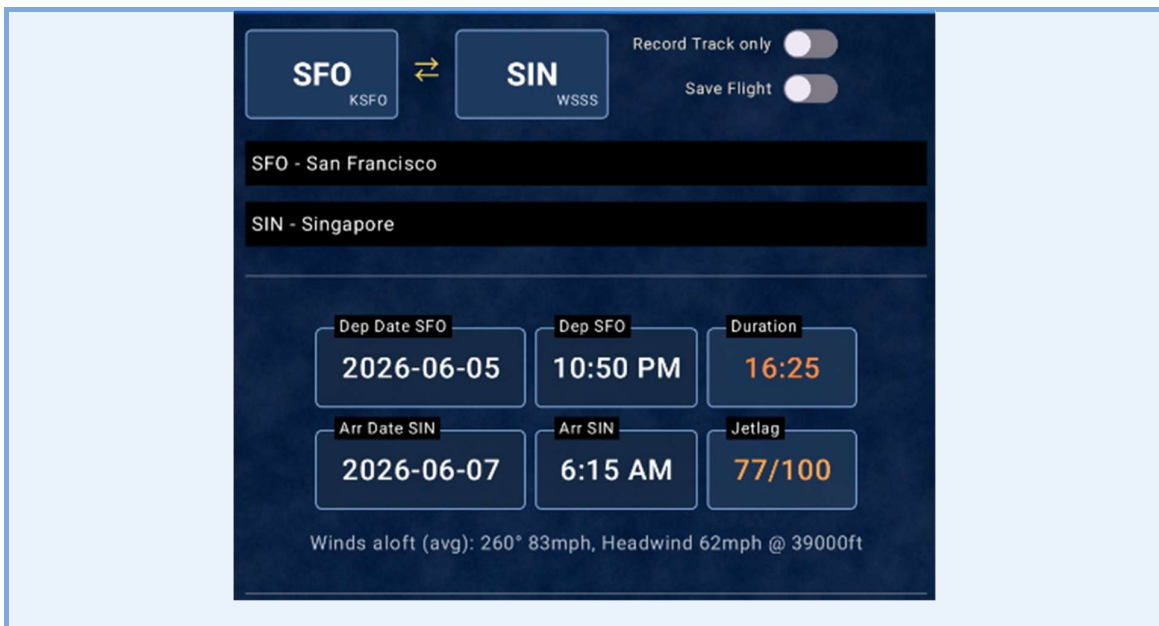 SFO
KSFO
SIN
WSSS
Record Track only
Save Flight
SFO - San Francisco
SIN - Singapore
Dep Date SFO
2026-06-05
Dep SFO
10:50 PM
Duration
16:25
Arr Date SIN
2026-06-07
Arr SIN
6:15 AM
Jetlag
77/100
Winds aloft (avg): 260° 83mph, Headwind 62mph @ 39000ft